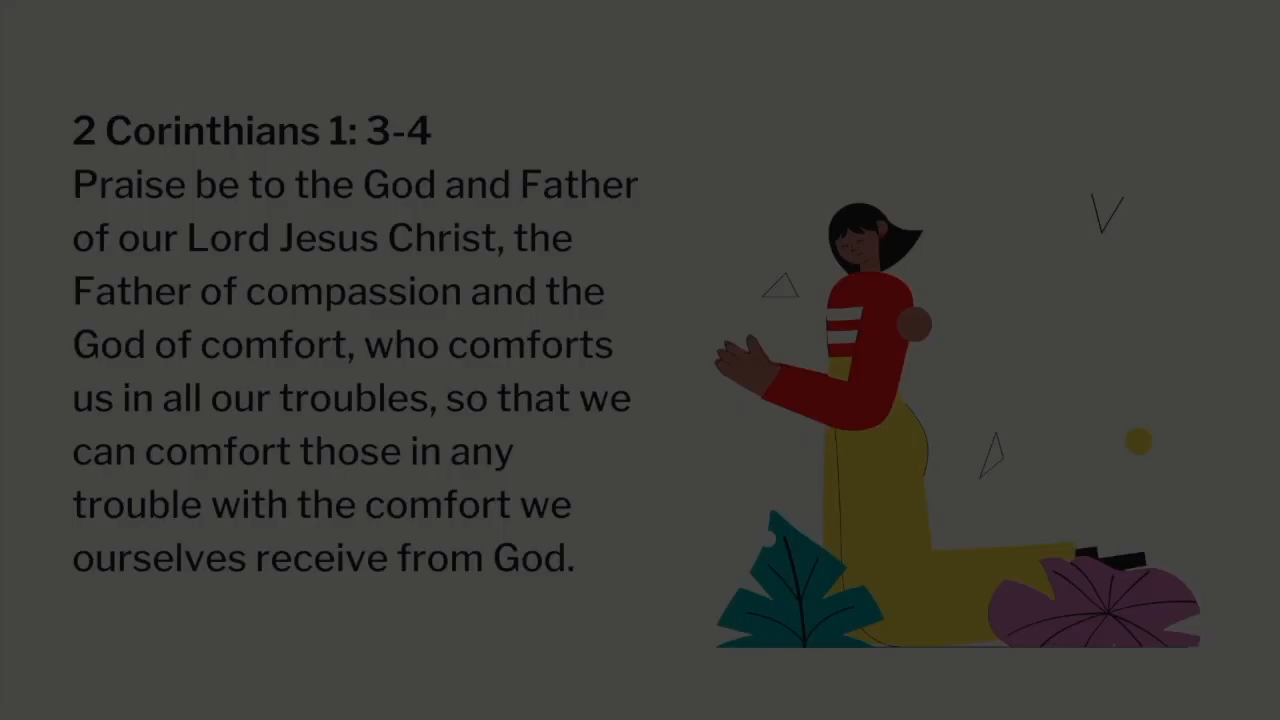 2 Corinthians 1: 3-4
Praise be to the God and Father
of our Lord Jesus Christ, the
Father of compassion and the
God of comfort, who comforts
us in all our troubles, so that we
can comfort those in any
trouble with the comfort we
ourselves receive from God.